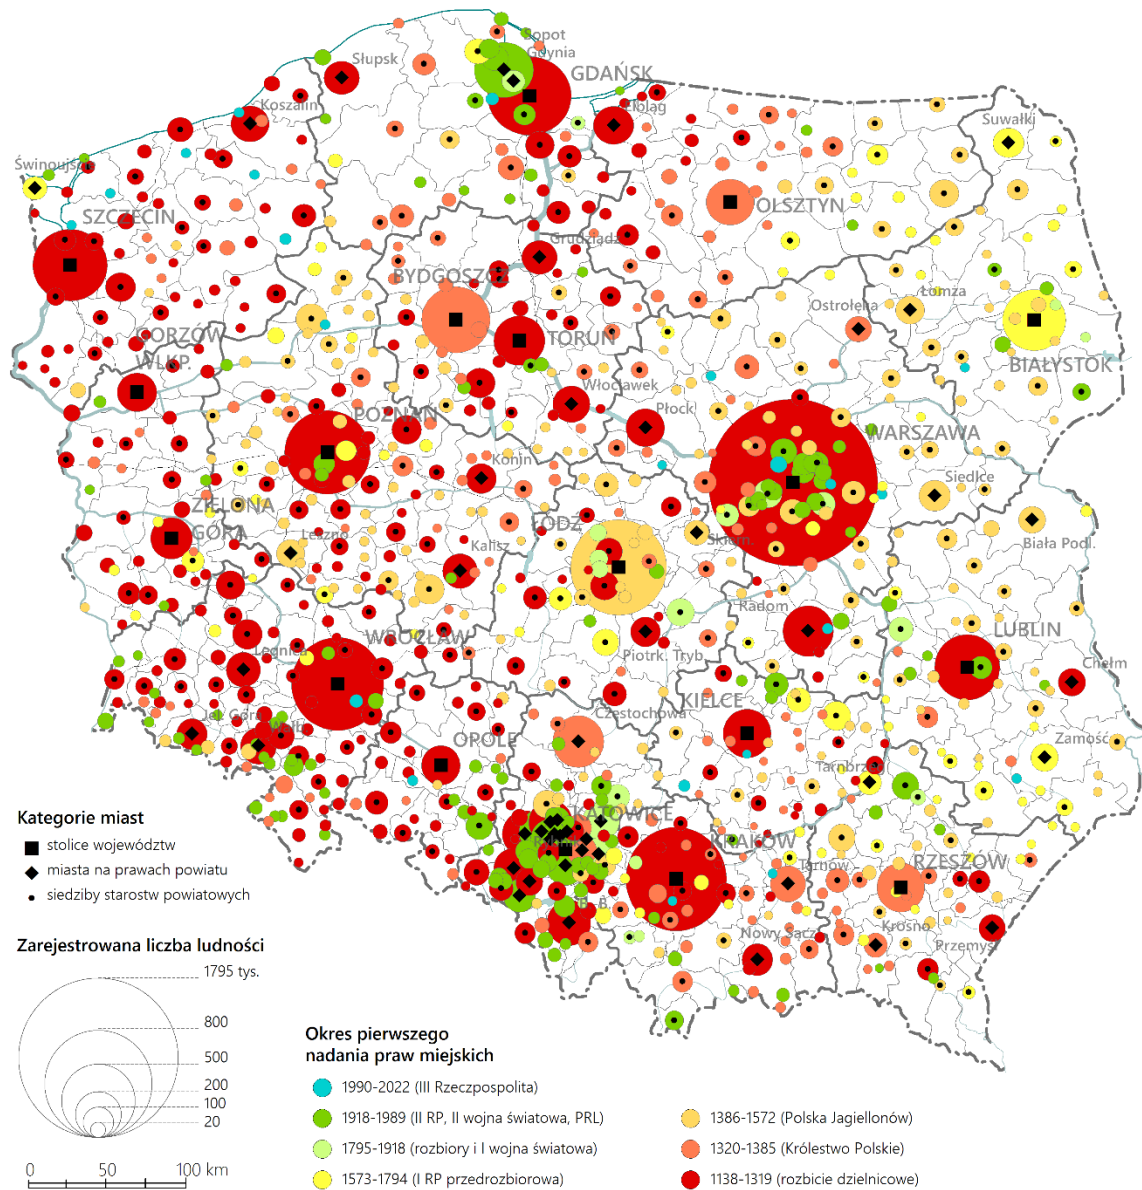 Sopot
Gdynia
Słupsk
GDAŃSK
Koszalin
Elbląg
Suwałki
Świnoujście
SZCZECIN
OLSZTYN
Grudziądz
BYDGOSZCZ
Łomża
Ostrołęka
GORZÓW
WLKP.
TORUŃ
BIAŁYSTOK
Włocławek
Płock
POZNAŃ
WARSZAWA
Konin
Siedlce
ZIELONA
GÓRA
ŁÓDŹ
Leszno
Skiern.
Kalisz
Biała Podl.
Radom
WROCŁAW
LUBLIN
Legnica
Piotrk. Tryb.
Chełm
KIELCE
Jel. Góra
Częstochowa
Wałb.
OPOLE
Zamość
Tarnbrzeg
KATOWICE
KRAKÓW
RZESZÓW
Tarnów
B.-B.
Nowy Sącz
Krosno
Przemyśl
Kategorie miast
stolice województw
miasta na prawach powiatu
siedziby starostw powiatowych
Zarejestrowana liczba ludności
1795 tys.
800
500
200
100
20
0 50 100 km
Okres pierwszego
nadania praw miejskich
1990-2022 (III Rzeczpospolita)
1918-1989 (II RP, II wojna światowa, PRL)
1795-1918 (rozbiory i I wojna światowa)
1573-1794 (I RP przedrozbiorowa)
1386-1572 (Polska Jagiellonów)
1320-1385 (Królestwo Polskie)
1138-1319 (rozbicie dzielnicowe)